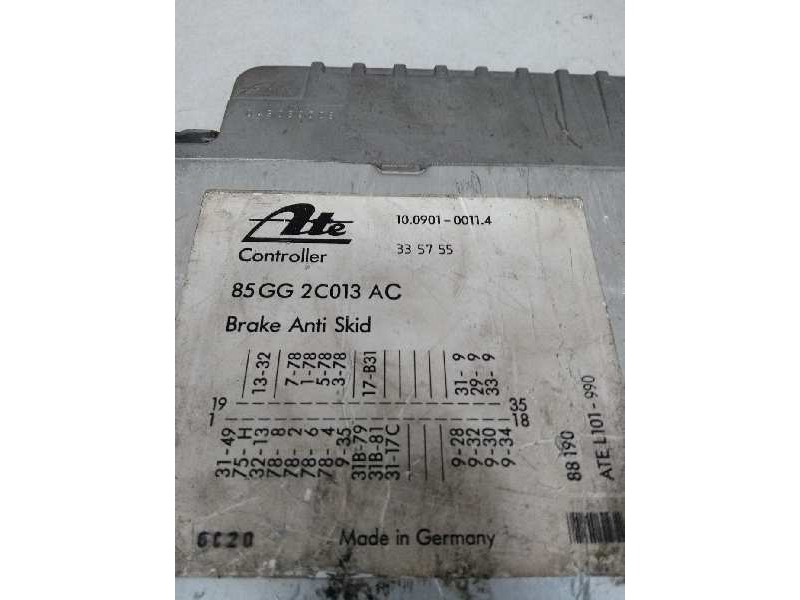 Ate
10.0901-0011.4
Controller
33 57 55
85GG 2C013 AC
Brake Anti Skid
13-32
7-78
1-78
5-78
3-78
17-B31
31-9
29-9
33-9
19
35
1
18
31-49
75-H
32-13
78-8
78-2
78-6
78-4
9-35
31B-79
31B-81
31-17C
9-28
9-32
9-30
9-34
88190
ATE L101-990
6C20
Made in Germany